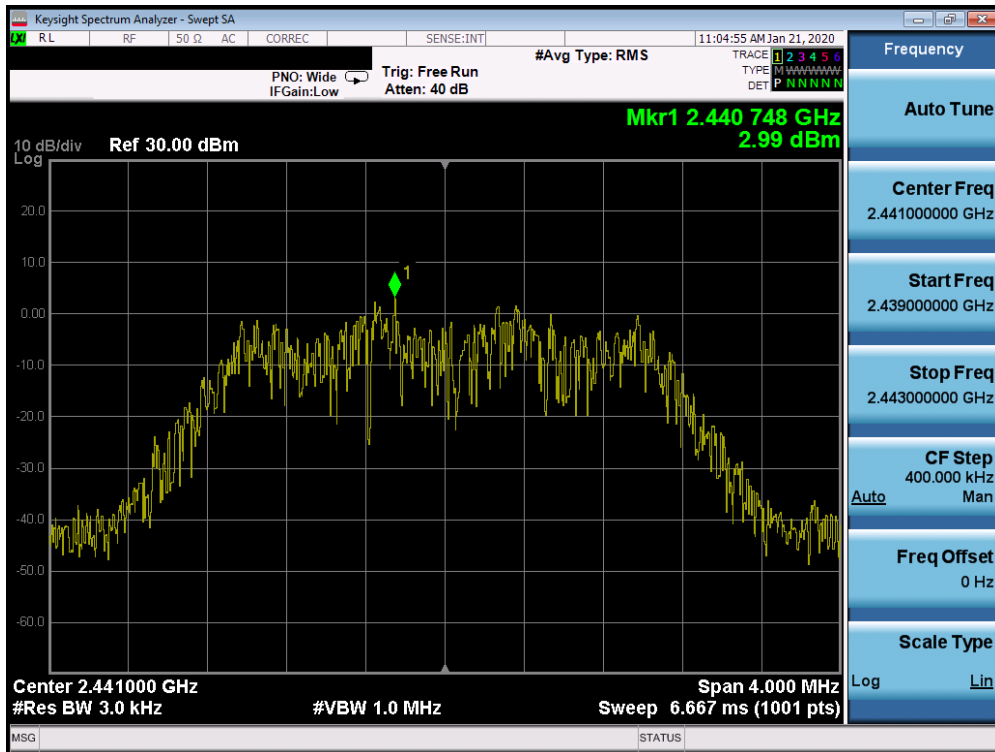 Keysight Spectrum Analyzer - Swept SA
LXI RL RF 50 Ω AC CORREC SENSE:INT 11:04:55 AM Jan 21, 2020
#Avg Type: RMS
TRACE 1 2 3 4 5 6
TYPE M WWWWW
DET P N N N N N
PNO: Wide
IFGain:Low
Trig: Free Run
Atten: 40 dB
Mkr1 2.440 748 GHz
2.99 dBm
10 dB/div
Log
Ref 30.00 dBm
20.0
10.0
0.00
-10.0
-20.0
-30.0
-40.0
-50.0
-60.0
1
Center 2.441000 GHz
Span 4.000 MHz
#Res BW 3.0 kHz
#VBW 1.0 MHz
Sweep 6.667 ms (1001 pts)
MSG
STATUS
Frequency
Auto Tune
Center Freq
2.441000000 GHz
Start Freq
2.439000000 GHz
Stop Freq
2.443000000 GHz
CF Step
400.000 kHz
Auto Man
Freq Offset
0 Hz
Scale Type
Log Lin